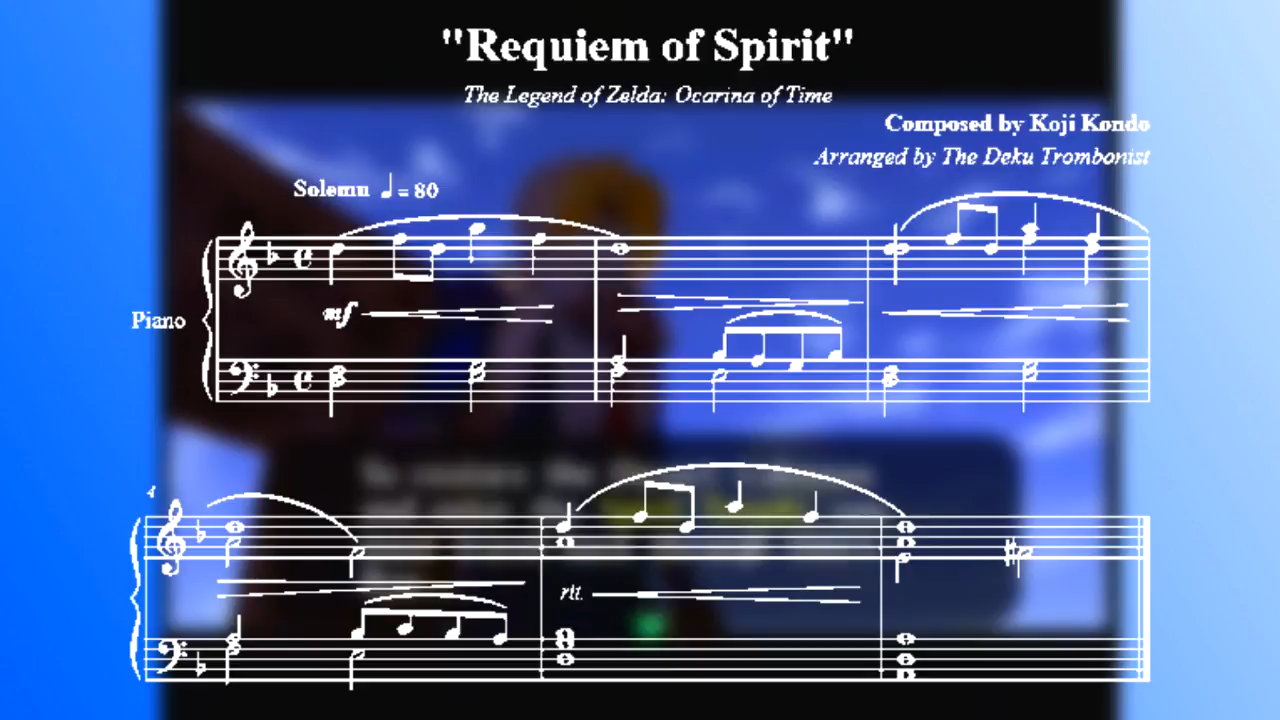 "Requiem of Spirit"
The Legend of Zelda: Ocarina of Time
Composed by Koji Kondo
Arranged by The Deku Trombonist
Solemn ♩ = 80
mf
Piano
4
rit.